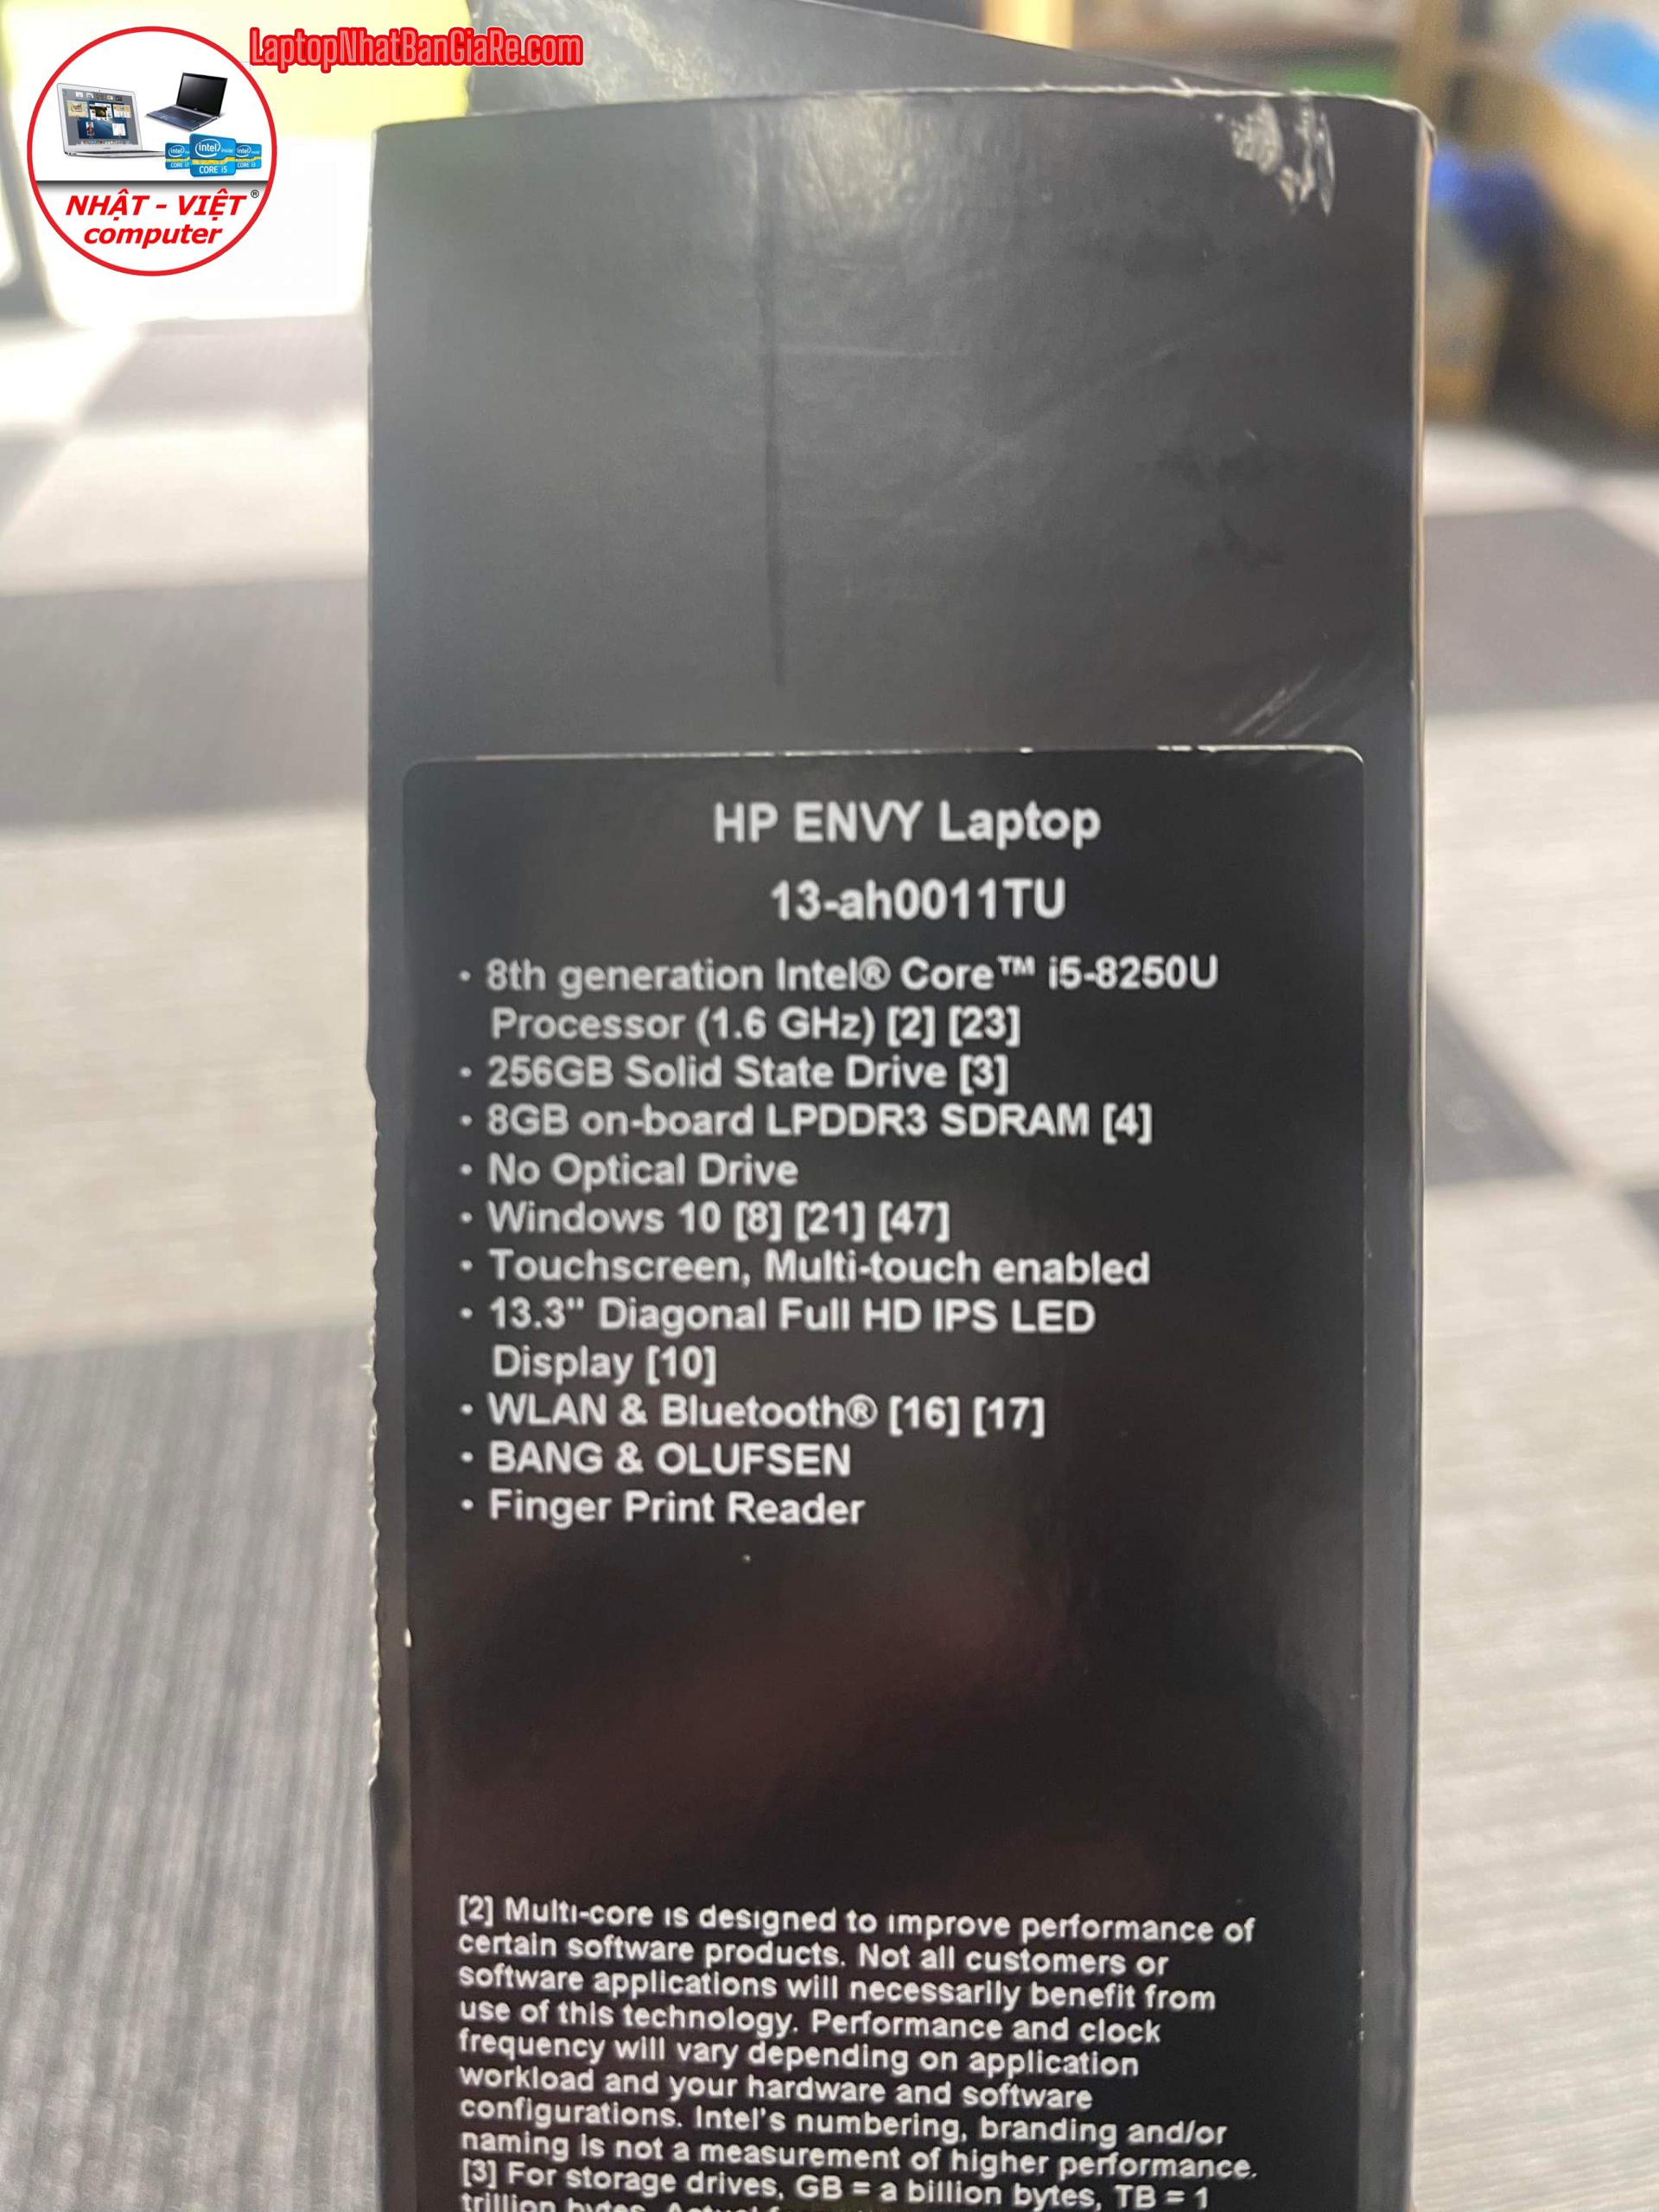 LaptopNhatBanGiaRe.com
intel
CORE i5
NHẬT - VIỆT®
computer
HP ENVY Laptop
13-ah0011TU
• 8th generation Intel® Core™ i5-8250U
Processor (1.6 GHz) [2] [23]
• 256GB Solid State Drive [3]
• 8GB on-board LPDDR3 SDRAM [4]
• No Optical Drive
• Windows 10 [8] [21] [47]
• Touchscreen, Multi-touch enabled
• 13.3" Diagonal Full HD IPS LED
Display [10]
• WLAN & Bluetooth® [16] [17]
• BANG & OLUFSEN
• Finger Print Reader
[2] Multi-core is designed to improve performance of
certain software products. Not all customers or
software applications will necessarily benefit from
use of this technology. Performance and clock
frequency will vary depending on application
workload and your hardware and software
configurations. Intel's numbering, branding and/or
naming is not a measurement of higher performance.
[3] For storage drives, GB = a billion bytes, TB = 1
trillion bytes.